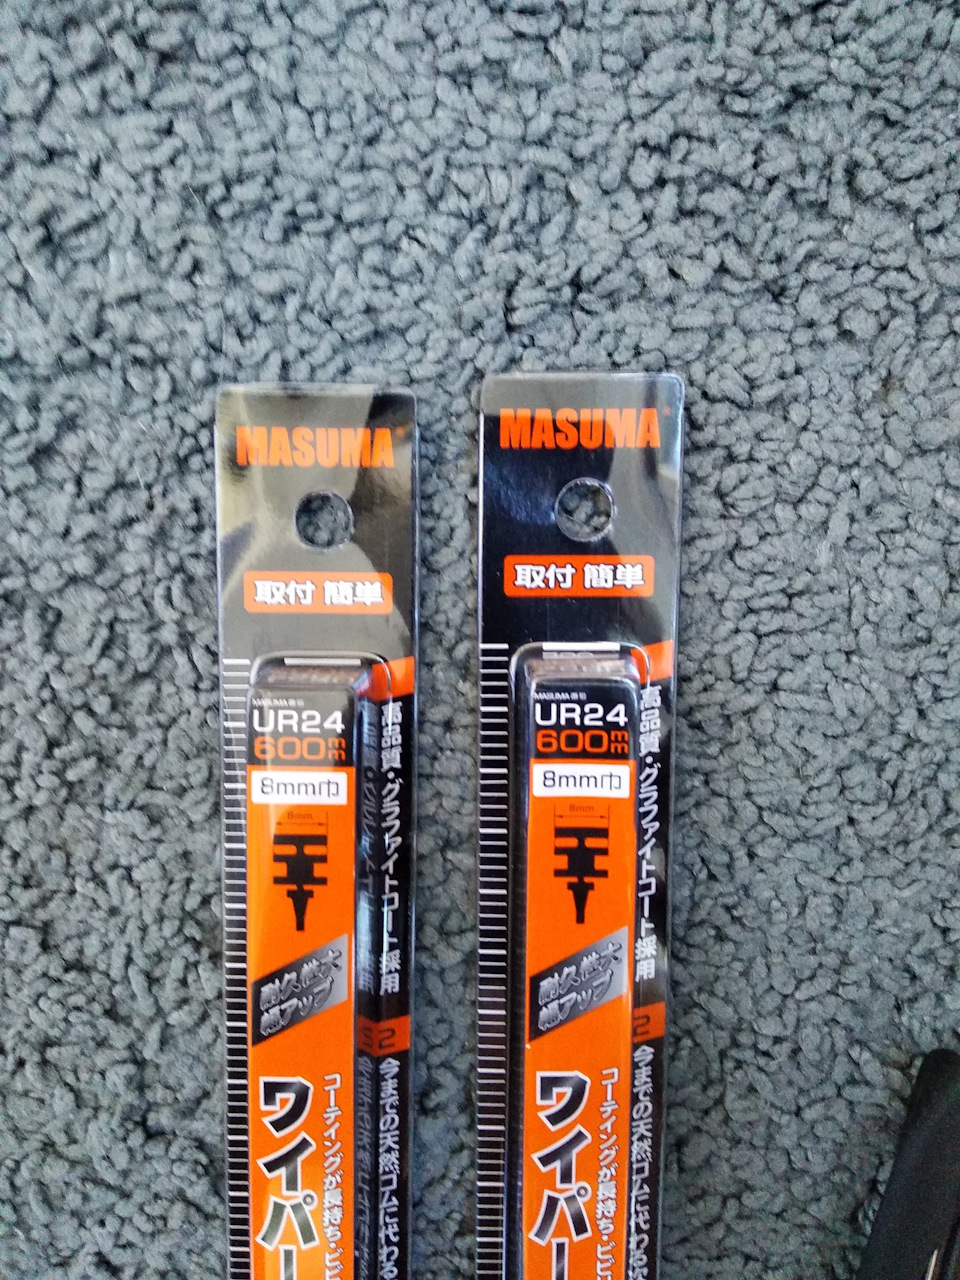 MASUMA
取付 簡単
UR24
600mm
8mm巾
8mm
耐久性大
幅アップ
ワイパー
コーティングが長持ち・ビビ
高品質・グラファイトコート採用
2
今までの天然ゴムに代わる
MASUMA
取付 簡単
UR24
600mm
8mm巾
8mm
耐久性大
幅アップ
ワイパー
コーティングが長持ち・ビビ
高品質・グラファイトコート採用
2
今までの天然ゴムに代わる